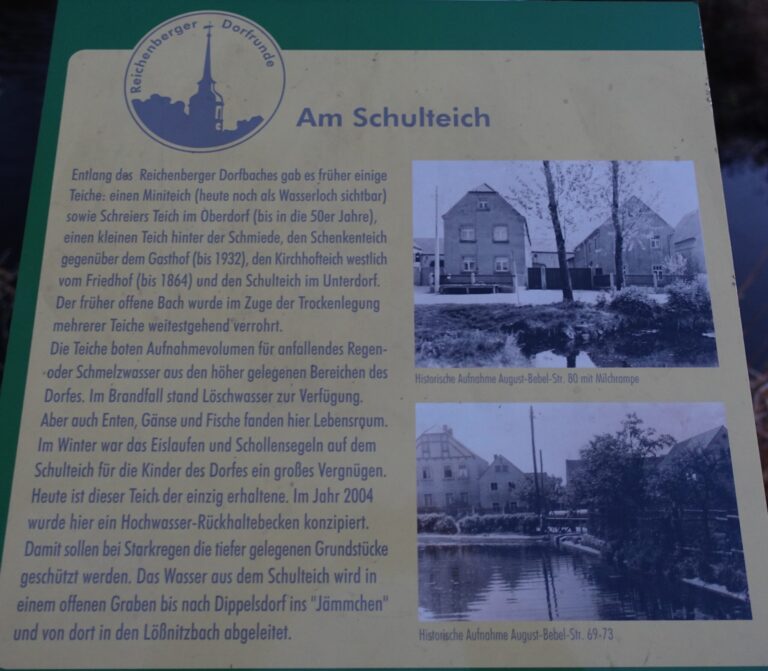 Reichenberger Dorfrunde
Am Schulteich
Entlang des Reichenberger Dorfbaches gab es früher einige
Teiche: einen Miniteich (heute noch als Wasserloch sichtbar)
sowie Schreiers Teich im Oberdorf (bis in die 50er Jahre),
einen kleinen Teich hinter der Schmiede, den Schenkenteich
gegenüber dem Gasthof (bis 1932), den Kirchhofteich westlich
vom Friedhof (bis 1864) und den Schulteich im Unterdorf.
Der früher offene Bach wurde im Zuge der Trockenlegung
mehrerer Teiche weitestgehend verrohrt.
Die Teiche boten Aufnahmevolumen für anfallendes Regen-
oder Schmelzwasser aus den höher gelegenen Bereichen des
Dorfes. Im Brandfall stand Löschwasser zur Verfügung.
Aber auch Enten, Gänse und Fische fanden hier Lebensraum.
Im Winter war das Eislaufen und Schollensegeln auf dem
Schulteich für die Kinder des Dorfes ein großes Vergnügen.
Heute ist dieser Teich der einzig erhaltene. Im Jahr 2004
wurde hier ein Hochwasser-Rückhaltebecken konzipiert.
Damit sollen bei Starkregen die tiefer gelegenen Grundstücke
geschützt werden. Das Wasser aus dem Schulteich wird in
einem offenen Graben bis nach Dippelsdorf ins "Jämmchen"
und von dort in den Lößnitzbach abgeleitet.
Historische Aufnahme August-Bebel-Str. 80 mit Milchrampe
Historische Aufnahme August-Bebel-Str. 69-73